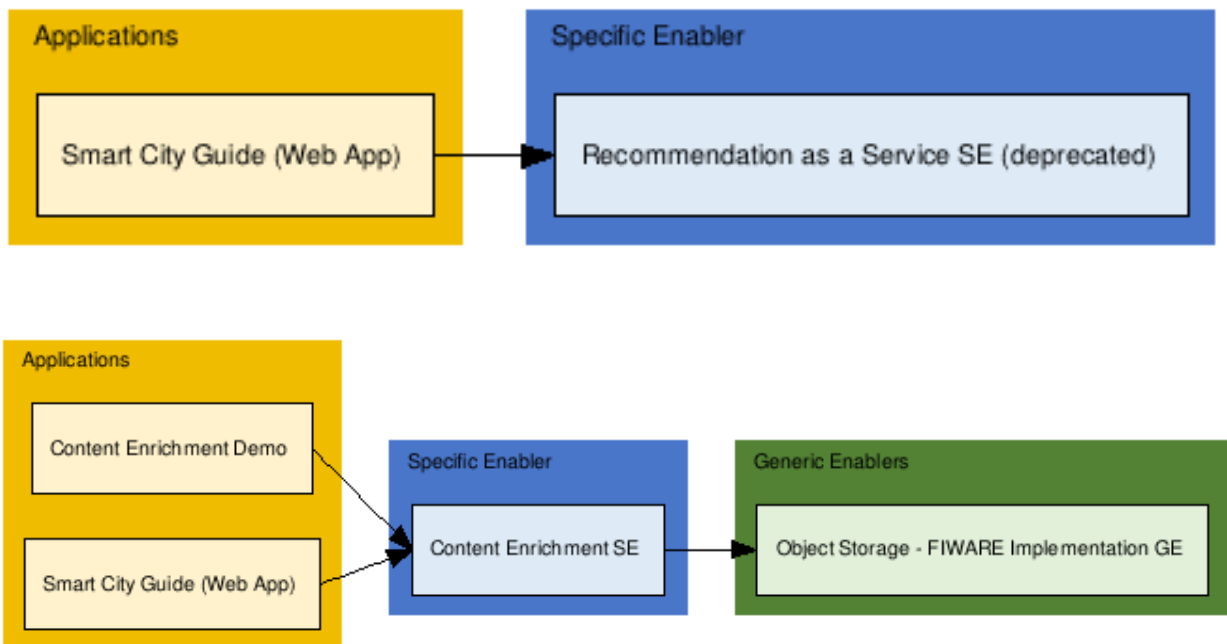 Applications
Specific Enabler
Smart City Guide (Web App)
Recommendation as a Service SE (deprecated)
Applications
Content Enrichment Demo
Smart City Guide (Web App)
Specific Enabler
Content Enrichment SE
Generic Enablers
Object Storage - FIWARE Implementation GE